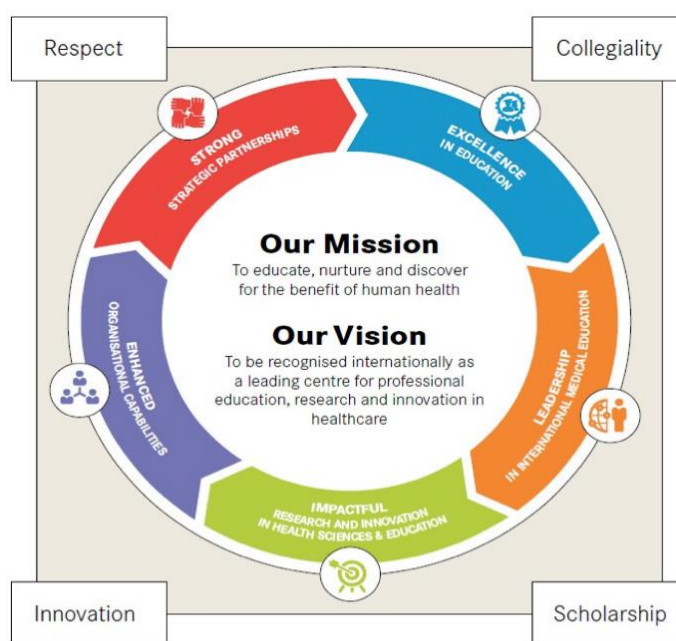 Respect
Collegiality
STRONG
STRATEGIC PARTNERSHIPS
EXCELLENCE
IN EDUCATION
Our Mission
To educate, nurture and discover
for the benefit of human health
Our Vision
To be recognised internationally as
a leading centre for professional
education, research and innovation in
healthcare
ENHANCED
ORGANISATIONAL CAPABILITIES
LEADERSHIP
IN INTERNATIONAL MEDICAL EDUCATION
IMPACTFUL
RESEARCH AND INNOVATION
IN HEALTH SCIENCES & EDUCATION
Innovation
Scholarship